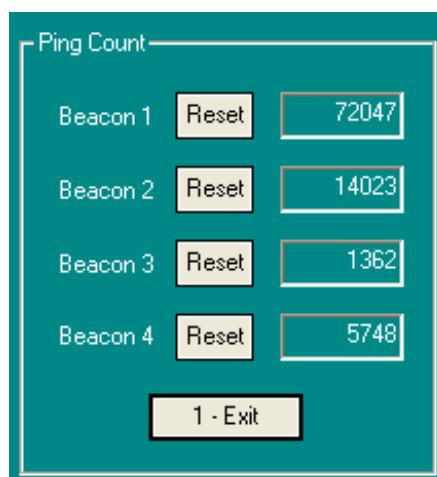 Ping Count
Beacon 1 Reset 72047
Beacon 2 Reset 14023
Beacon 3 Reset 1362
Beacon 4 Reset 5748
1 - Exit